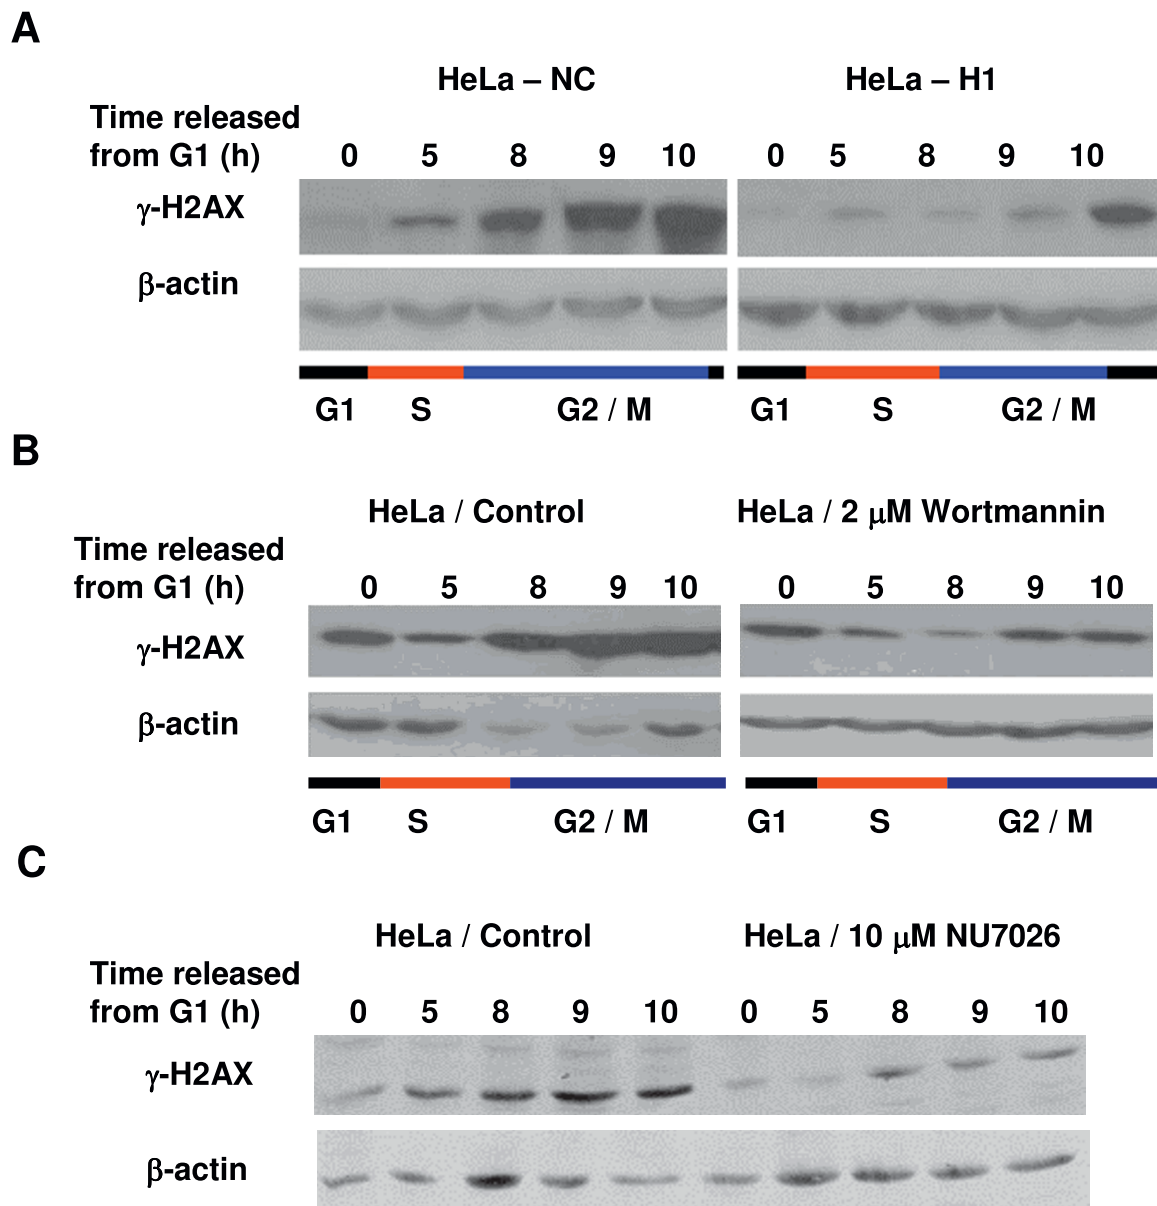 A
HeLa – NC
HeLa – H1
Time released
from G1 (h)
0 5 8 9 10
0 5 8 9 10
γ-H2AX
β-actin
G1 S G2 / M
G1 S G2 / M
B
HeLa / Control
HeLa / 2 μM Wortmannin
Time released
from G1 (h)
0 5 8 9 10
0 5 8 9 10
γ-H2AX
β-actin
G1 S G2 / M
G1 S G2 / M
C
HeLa / Control
HeLa / 10 μM NU7026
Time released
from G1 (h)
0 5 8 9 10
0 5 8 9 10
γ-H2AX
β-actin